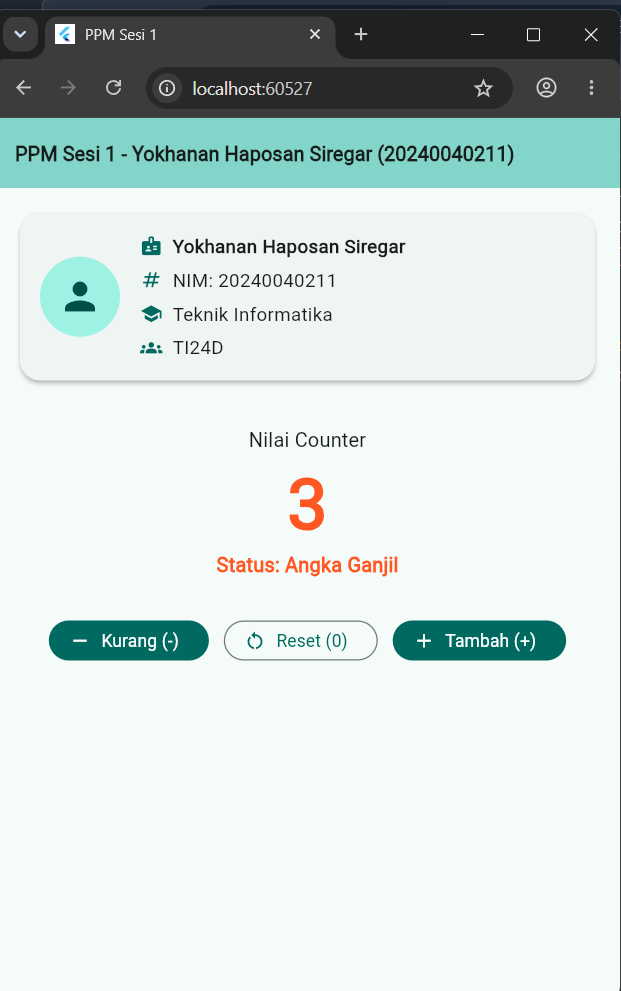 PPM Sesi 1
localhost:60527
PPM Sesi 1 - Yokhanan Haposan Siregar (20240040211)
Yokhanan Haposan Siregar
# NIM: 20240040211
Teknik Informatika
TI24D
Nilai Counter
3
Status: Angka Ganjil
Kurang (-)
Reset (0)
Tambah (+)